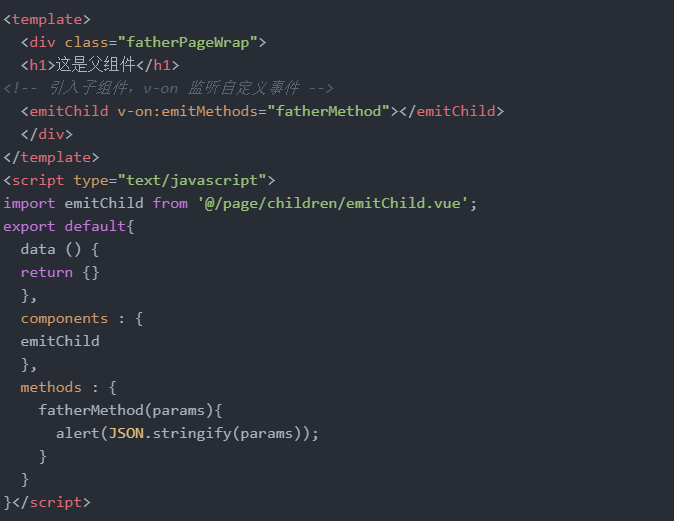 <template>
  <div class="fatherPageWrap">
  <h1>这是父组件</h1>
<!-- 引入子组件，v-on 监听自定义事件 -->
  <emitChild v-on:emitMethods="fatherMethod"></emitChild>
  </div>
</template>
<script type="text/javascript">
import emitChild from '@/page/children/emitChild.vue';
export default{
  data () {
  return {}
  },
  components : {
  emitChild
  },
  methods : {
    fatherMethod(params){
      alert(JSON.stringify(params));
    }
  }
}</script>